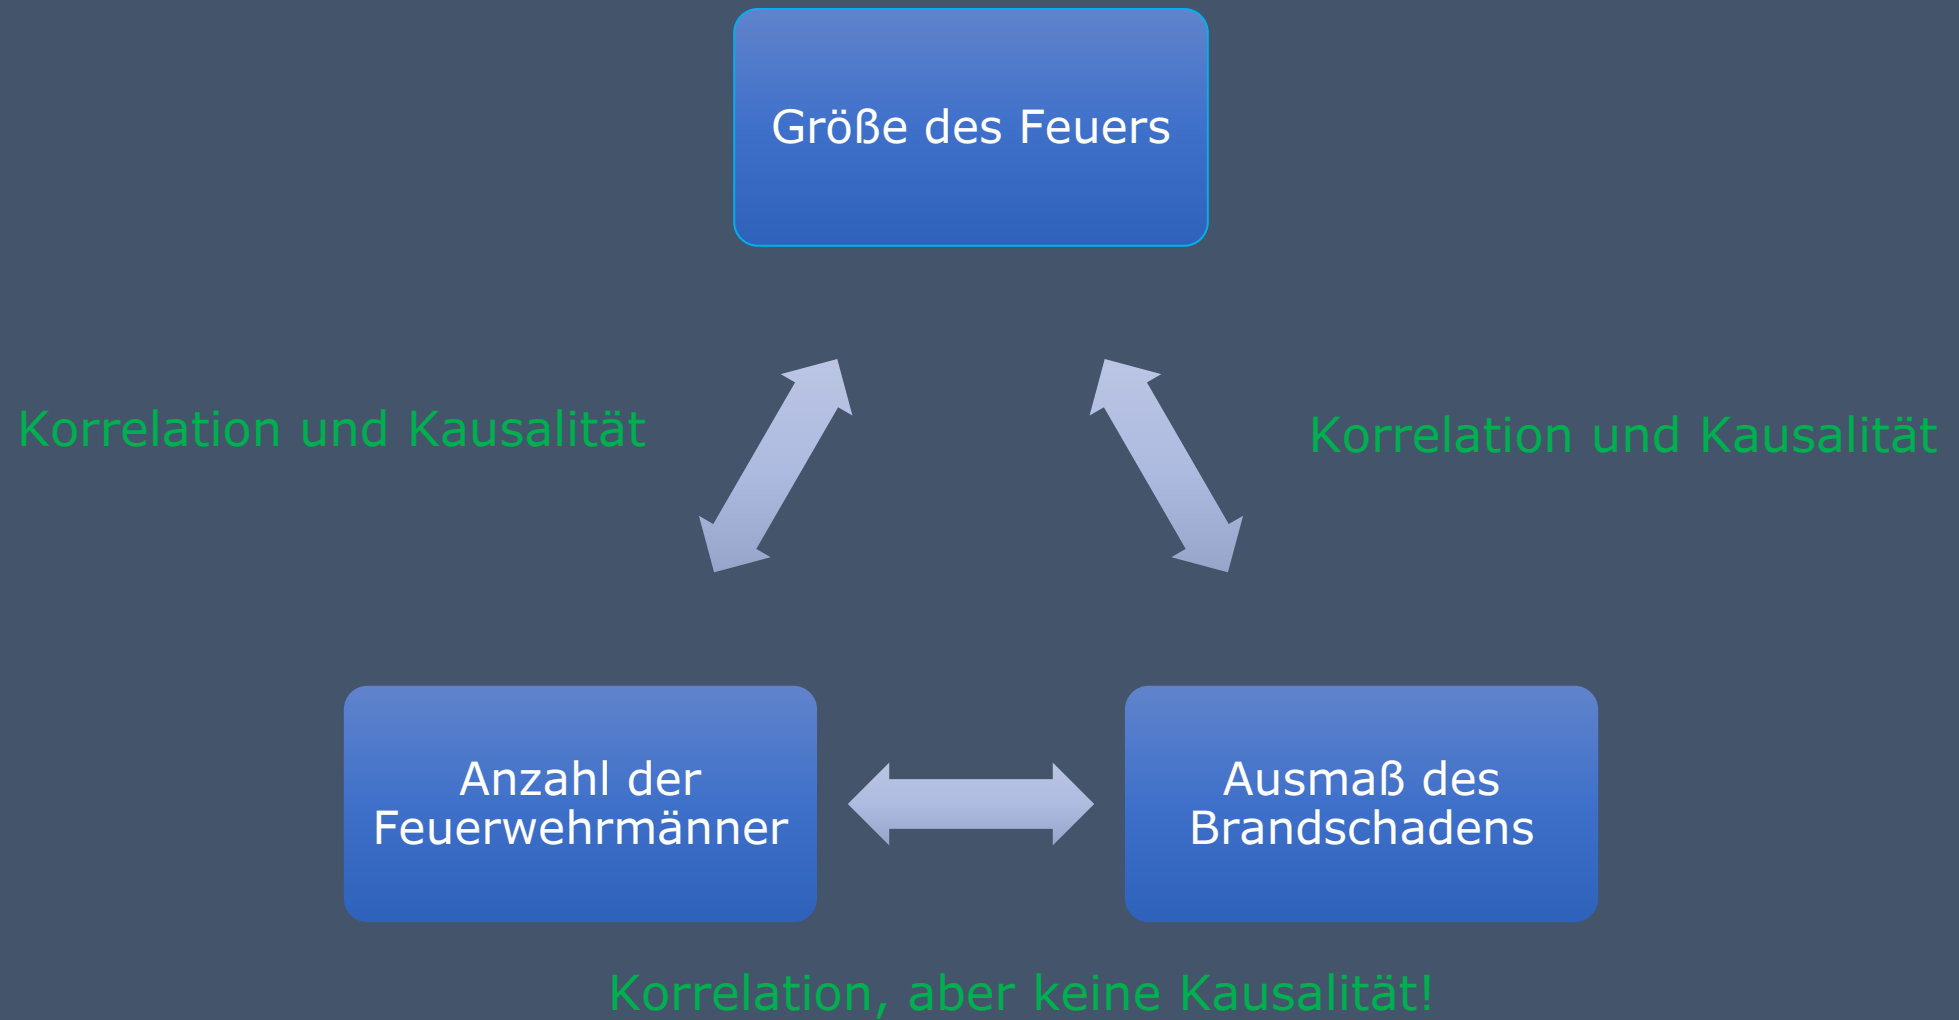 Größe des Feuers
Korrelation und Kausalität
Korrelation und Kausalität
Anzahl der
Feuerwehrmänner
Ausmaß des
Brandschadens
Korrelation, aber keine Kausalität!